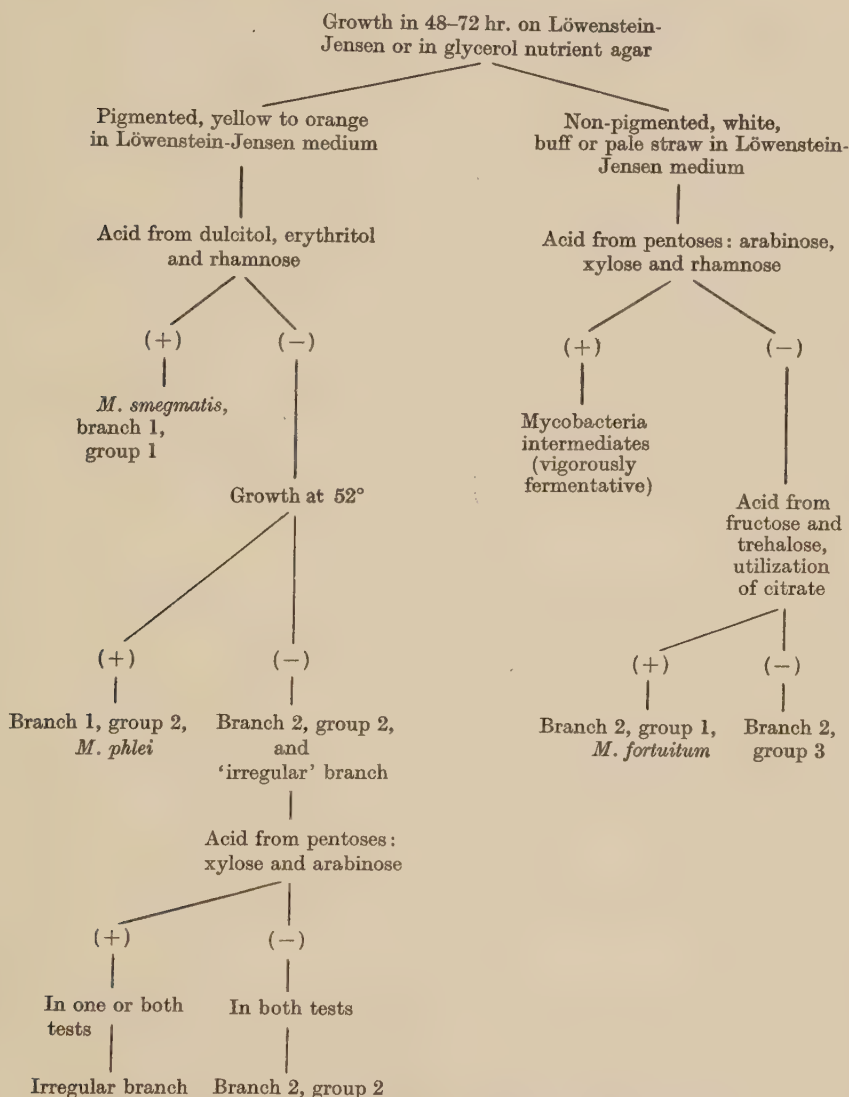 Growth in 48–72 hr. on Löwenstein-
Jensen or in glycerol nutrient agar
Pigmented, yellow to orange
in Löwenstein-Jensen medium
Non-pigmented, white,
buff or pale straw in Löwenstein-
Jensen medium
Acid from dulcitol, erythritol
and rhamnose
Acid from pentoses: arabinose,
xylose and rhamnose
(+)
(−)
(+)
(−)
M. smegmatis,
branch 1,
group 1
Mycobacteria
intermediates
(vigorously
fermentative)
Growth at 52°
Acid from
fructose and
trehalose,
utilization
of citrate
(+)
(−)
(+)
(−)
Branch 1, group 2,
M. phlei
Branch 2, group 2,
and
‘irregular’ branch
Branch 2, group 1,
M. fortuitum
Branch 2,
group 3
Acid from pentoses:
xylose and arabinose
(+)
(−)
In one or both
tests
In both tests
Irregular branch
Branch 2, group 2